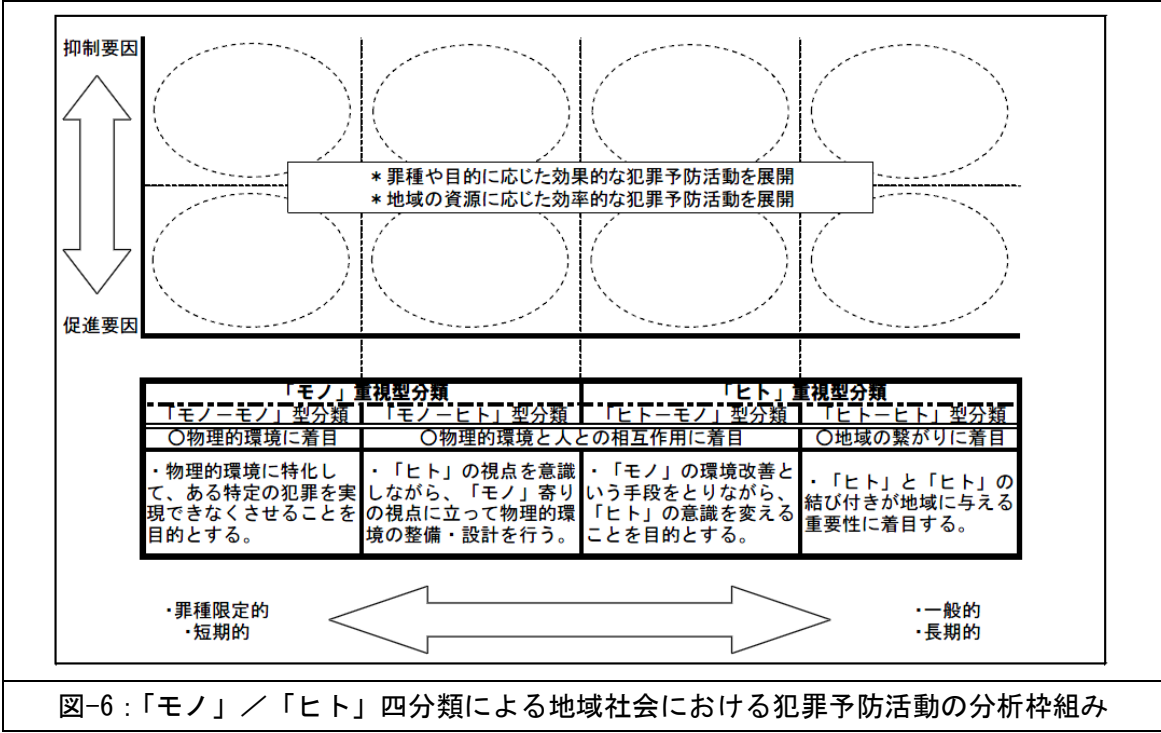 抑制要因
＊罪種や目的に応じた効果的な犯罪予防活動を展開
＊地域の資源に応じた効率的な犯罪予防活動を展開
促進要因
「モノ」重視型分類
「ヒト」重視型分類
「モノーモノ」型分類
「モノーヒト」型分類
「ヒトーモノ」型分類
「ヒトーヒト」型分類
○物理的環境に着目
○物理的環境と人との相互作用に着目
○地域の繋がりに着目
・物理的環境に特化し
て、ある特定の犯罪を実
現できなくさせることを
目的とする。
・「ヒト」の視点を意識
しながら、「モノ」寄り
の視点に立って物理的環
境の整備・設計を行う。
・「モノ」の環境改善と
いう手段をとりながら、
「ヒト」の意識を変える
ことを目的とする。
・「ヒト」と「ヒト」の
結び付きが地域に与える
重要性に着目する。
・罪種限定的
・短期的
・一般的
・長期的
図-6：「モノ」／「ヒト」四分類による地域社会における犯罪予防活動の分析枠組み